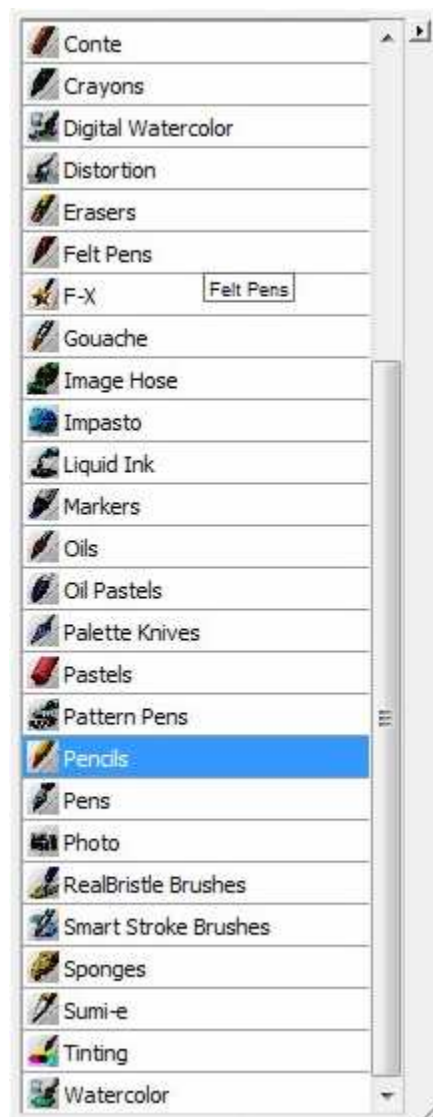 Conte
Crayons
Digital Watercolor
Distortion
Erasers
Felt Pens
F-X
Felt Pens
Gouache
Image Hose
Impasto
Liquid Ink
Markers
Oils
Oil Pastels
Palette Knives
Pastels
Pattern Pens
Pencils
Pens
Photo
RealBristle Brushes
Smart Stroke Brushes
Sponges
Sumi-e
Tinting
Watercolor